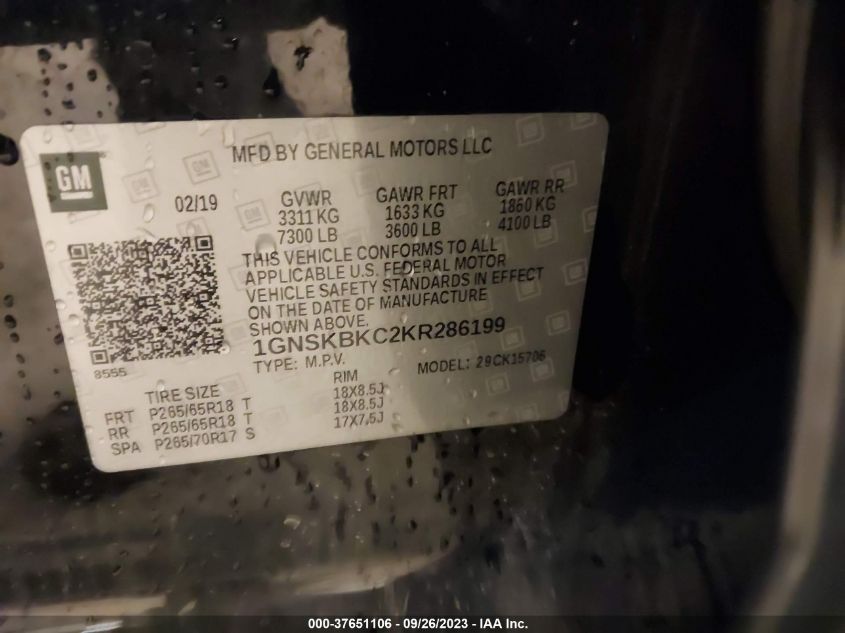 MFD BY GENERAL MOTORS LLC
GM
02/19
GVWR
3311 KG
7300 LB
GAWR FRT
1633 KG
3600 LB
GAWR RR
1860 KG
4100 LB
THIS VEHICLE CONFORMS TO ALL
APPLICABLE U.S. FEDERAL MOTOR
VEHICLE SAFETY STANDARDS IN EFFECT
ON THE DATE OF MANUFACTURE
SHOWN ABOVE.
1GNSKBKC2KR286199
TYPE: M.P.V.
MODEL: 29CK15706
8555
TIRE SIZE RIM
FRT P265/65R18 T 18X8.5J
RR P265/65R18 T 18X8.5J
SPA P265/70R17 S 17X7.5J
000-37651106 - 09/26/2023 - IAA Inc.